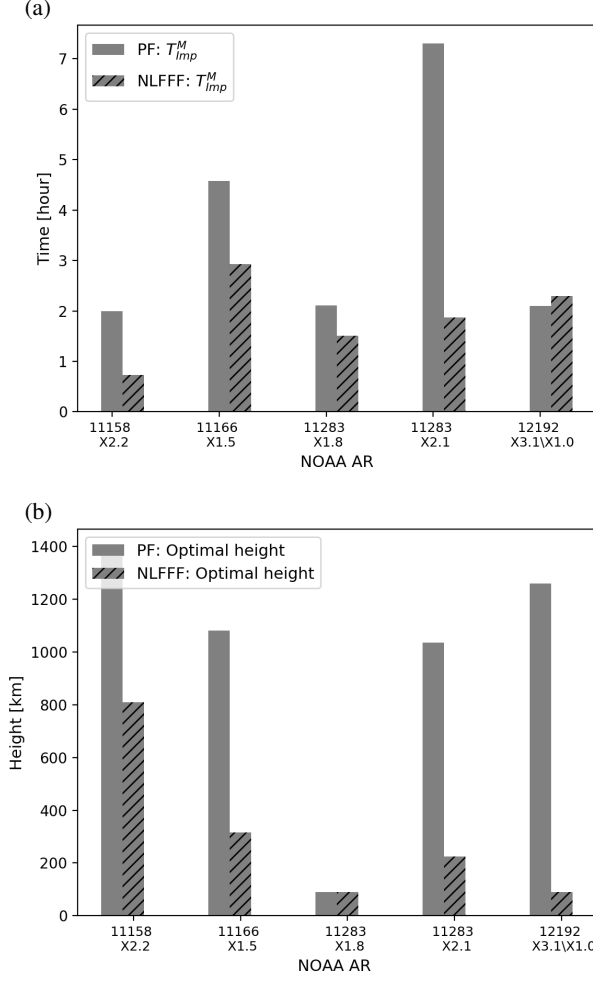 (a)
PF: T^M_Imp
NLFFF: T^M_Imp
7
6
5
4
3
2
1
0
Time [hour]
11158 11166 11283 11283 12192
X2.2 X1.5 X1.8 X2.1 X3.1\X1.0
NOAA AR
(b)
PF: Optimal height
NLFFF: Optimal height
1400
1200
1000
800
600
400
200
0
Height [km]
11158 11166 11283 11283 12192
X2.2 X1.5 X1.8 X2.1 X3.1\X1.0
NOAA AR